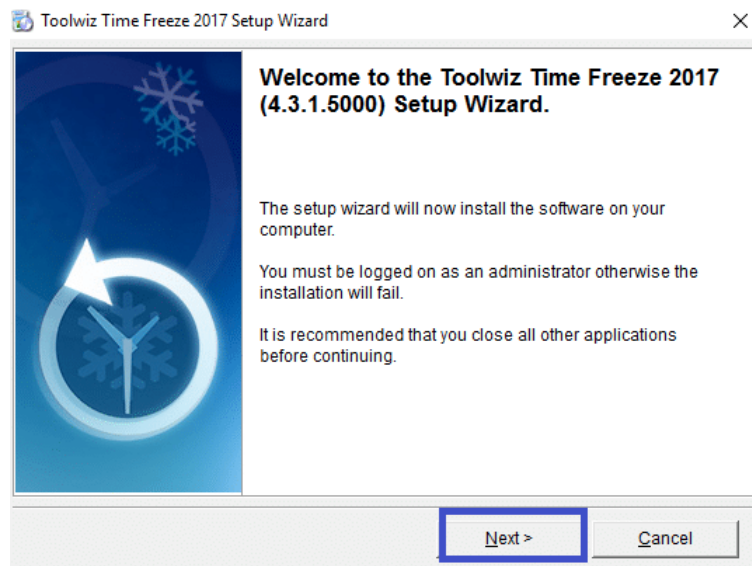 Toolwiz Time Freeze 2017 Setup Wizard
Welcome to the Toolwiz Time Freeze 2017
(4.3.1.5000) Setup Wizard.
The setup wizard will now install the software on your
computer.
You must be logged on as an administrator otherwise the
installation will fail.
It is recommended that you close all other applications
before continuing.
Next >
Cancel